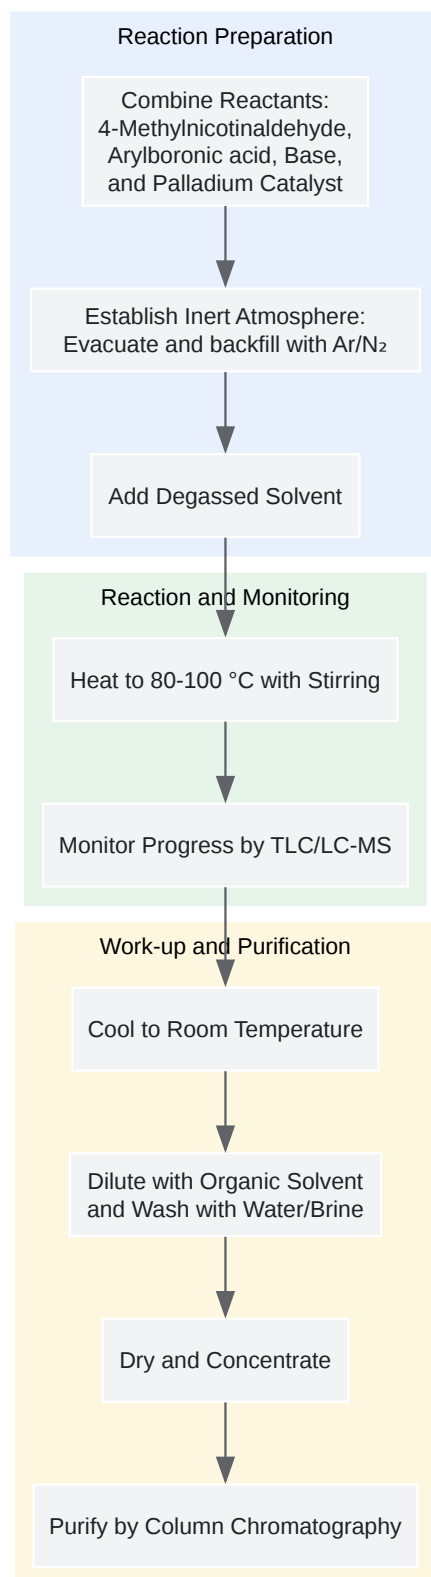 Reaction Preparation
Combine Reactants:
4-Methylnicotinaldehyde,
Arylboronic acid, Base,
and Palladium Catalyst
Establish Inert Atmosphere:
Evacuate and backfill with Ar/N₂
Add Degassed Solvent
Reaction and Monitoring
Heat to 80-100 °C with Stirring
Monitor Progress by TLC/LC-MS
Work-up and Purification
Cool to Room Temperature
Dilute with Organic Solvent
and Wash with Water/Brine
Dry and Concentrate
Purify by Column Chromatography